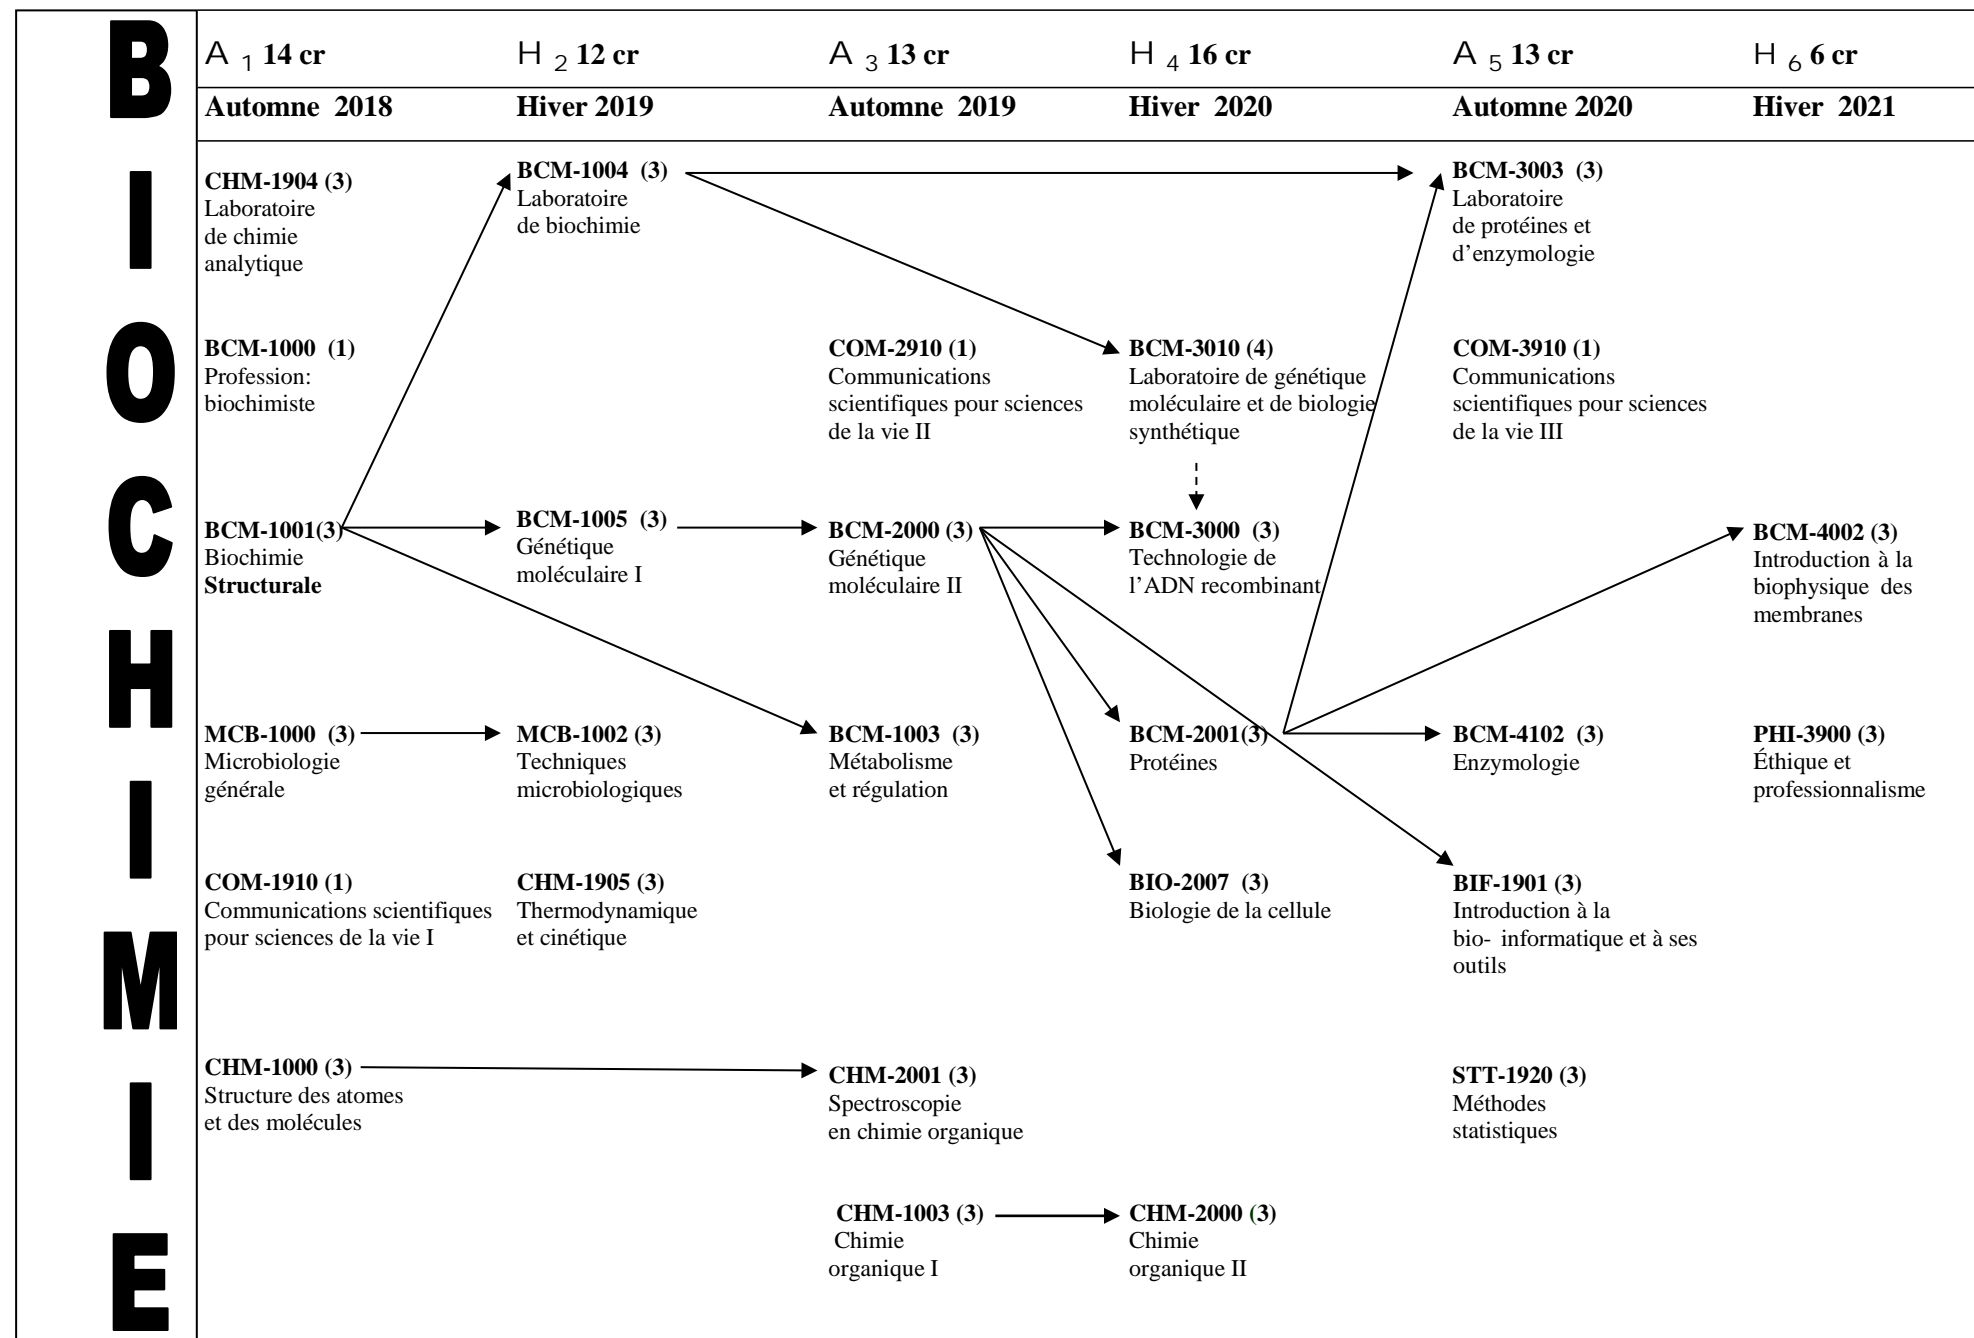 BIOCHIMIE
A 1 14 cr
H 2 12 cr
A 3 13 cr
H 4 16 cr
A 5 13 cr
H 6 6 cr
Automne 2018
Hiver 2019
Automne 2019
Hiver 2020
Automne 2020
Hiver 2021
CHM-1904 (3)
Laboratoire
de chimie
analytique
BCM-1004 (3)
Laboratoire
de biochimie
BCM-3003 (3)
Laboratoire
de protéines et
d’enzymologie
BCM-1000 (1)
Profession:
biochimiste
COM-2910 (1)
Communications
scientifiques pour sciences
de la vie II
BCM-3010 (4)
Laboratoire de génétique
moléculaire et de biologie
synthétique
COM-3910 (1)
Communications
scientifiques pour sciences
de la vie III
BCM-1001(3)
Biochimie
Structurale
BCM-1005 (3)
Génétique
moléculaire I
BCM-2000 (3)
Génétique
moléculaire II
BCM-3000 (3)
Technologie de
l’ADN recombinant
BCM-4002 (3)
Introduction à la
biophysique des
membranes
MCB-1000 (3)
Microbiologie
générale
MCB-1002 (3)
Techniques
microbiologiques
BCM-1003 (3)
Métabolisme
et régulation
BCM-2001(3)
Protéines
BCM-4102 (3)
Enzymologie
PHI-3900 (3)
Éthique et
professionnalisme
COM-1910 (1)
Communications scientifiques
pour sciences de la vie I
CHM-1905 (3)
Thermodynamique
et cinétique
BIO-2007 (3)
Biologie de la cellule
BIF-1901 (3)
Introduction à la
bio- informatique et à ses
outils
CHM-1000 (3)
Structure des atomes
et des molécules
CHM-2001 (3)
Spectroscopie
en chimie organique
STT-1920 (3)
Méthodes
statistiques
CHM-1003 (3)
Chimie
organique I
CHM-2000 (3)
Chimie
organique II